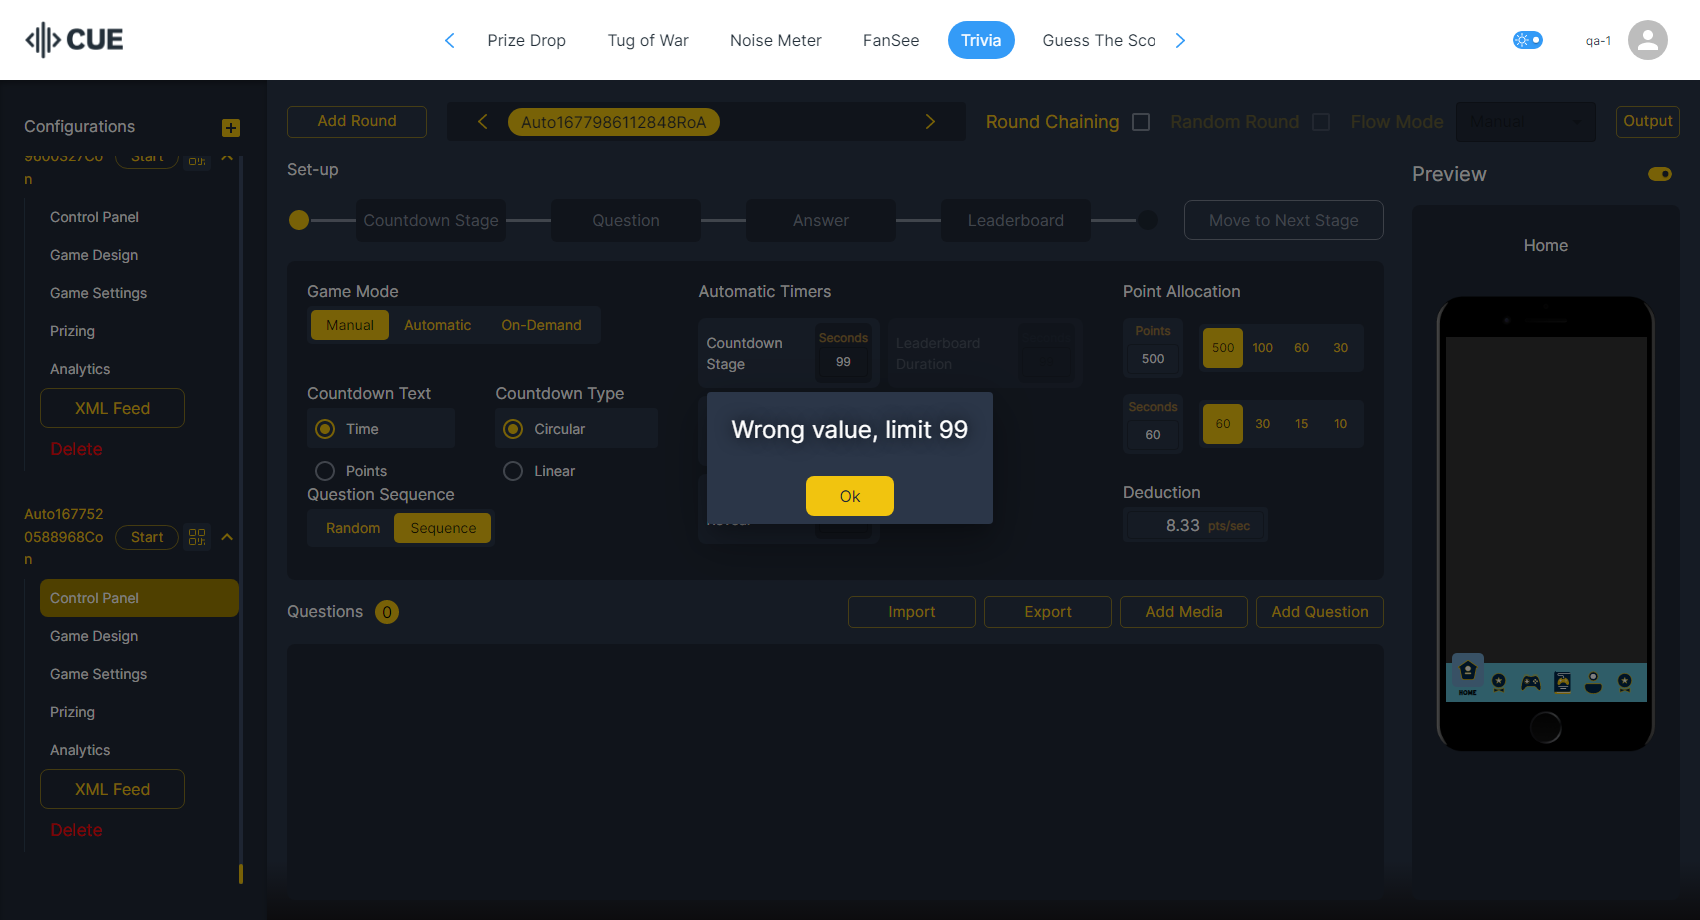 CUE
Prize Drop
Tug of War
Noise Meter
FanSee
Trivia
Guess The Sco
qa-1
Configurations
9600327Co
n
Start
Control Panel
Game Design
Game Settings
Prizing
Analytics
XML Feed
Delete
Auto167752
0588968Co
n
Start
Control Panel
Game Design
Game Settings
Prizing
Analytics
XML Feed
Delete
Add Round
Auto1677986112848RoA
Round Chaining
Random Round
Flow Mode
Manual
Output
Set-up
Countdown Stage
Question
Answer
Leaderboard
Move to Next Stage
Game Mode
Manual
Automatic
On-Demand
Countdown Text
Time
Points
Countdown Type
Circular
Linear
Question Sequence
Random
Sequence
Automatic Timers
Countdown
Stage
Seconds
99
Leaderboard
Duration
Wrong value, limit 99
Ok
Point Allocation
Points
500
500
100
60
30
Seconds
60
60
30
15
10
Deduction
8.33 pts/sec
Questions 0
Import
Export
Add Media
Add Question
Preview
Home
HOME